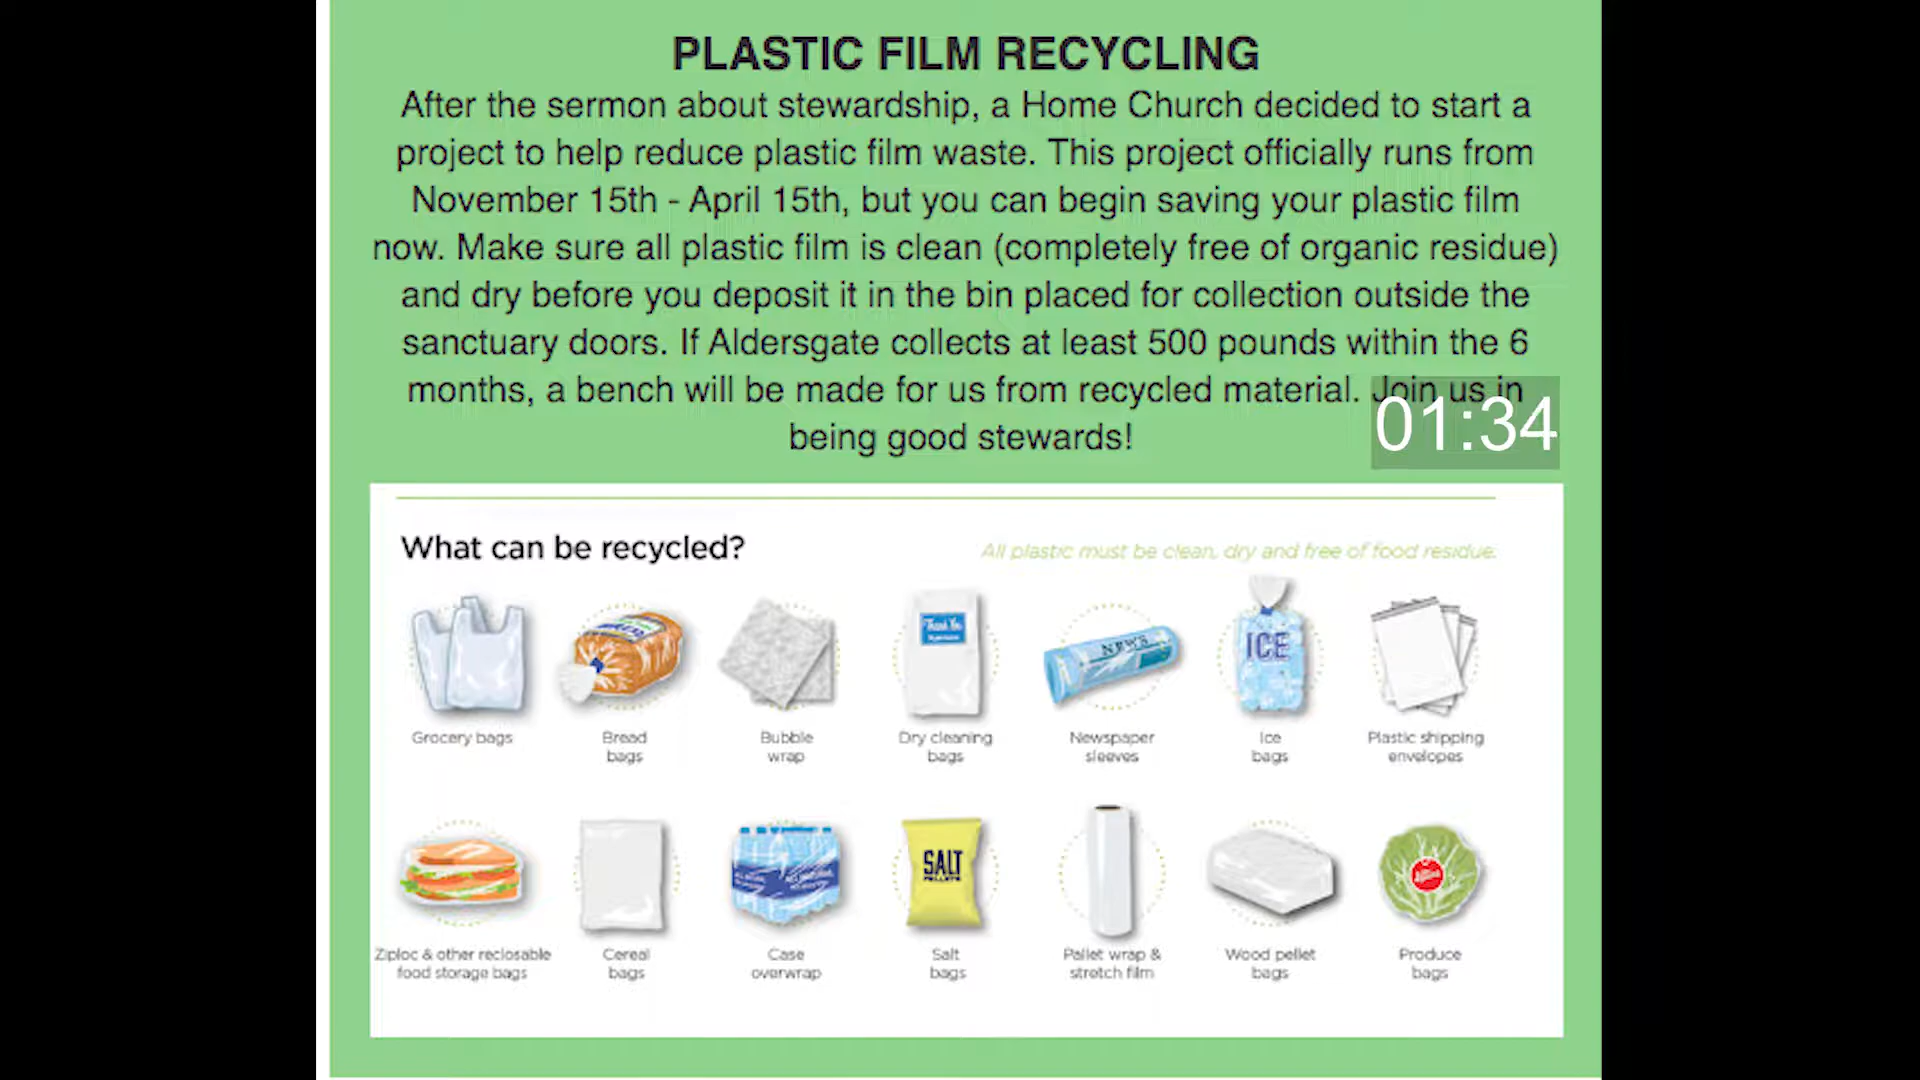 PLASTIC FILM RECYCLING
After the sermon about stewardship, a Home Church decided to start a
project to help reduce plastic film waste. This project officially runs from
November 15th - April 15th, but you can begin saving your plastic film
now. Make sure all plastic film is clean (completely free of organic residue)
and dry before you deposit it in the bin placed for collection outside the
sanctuary doors. If Aldersgate collects at least 500 pounds within the 6
months, a bench will be made for us from recycled material. Join us in
being good stewards!
01:34
What can be recycled?
All plastic must be clean, dry and free of food residue.
Thank You
NEWS
ICE
Grocery bags
Bread
bags
Bubble
wrap
Dry cleaning
bags
Newspaper
sleeves
Ice
bags
Plastic shipping
envelopes
SALT
PELLETS
Ziploc & other reclosable
food storage bags
Cereal
bags
Case
overwrap
Salt
bags
Pallet wrap &
stretch film
Wood pellet
bags
Produce
bags